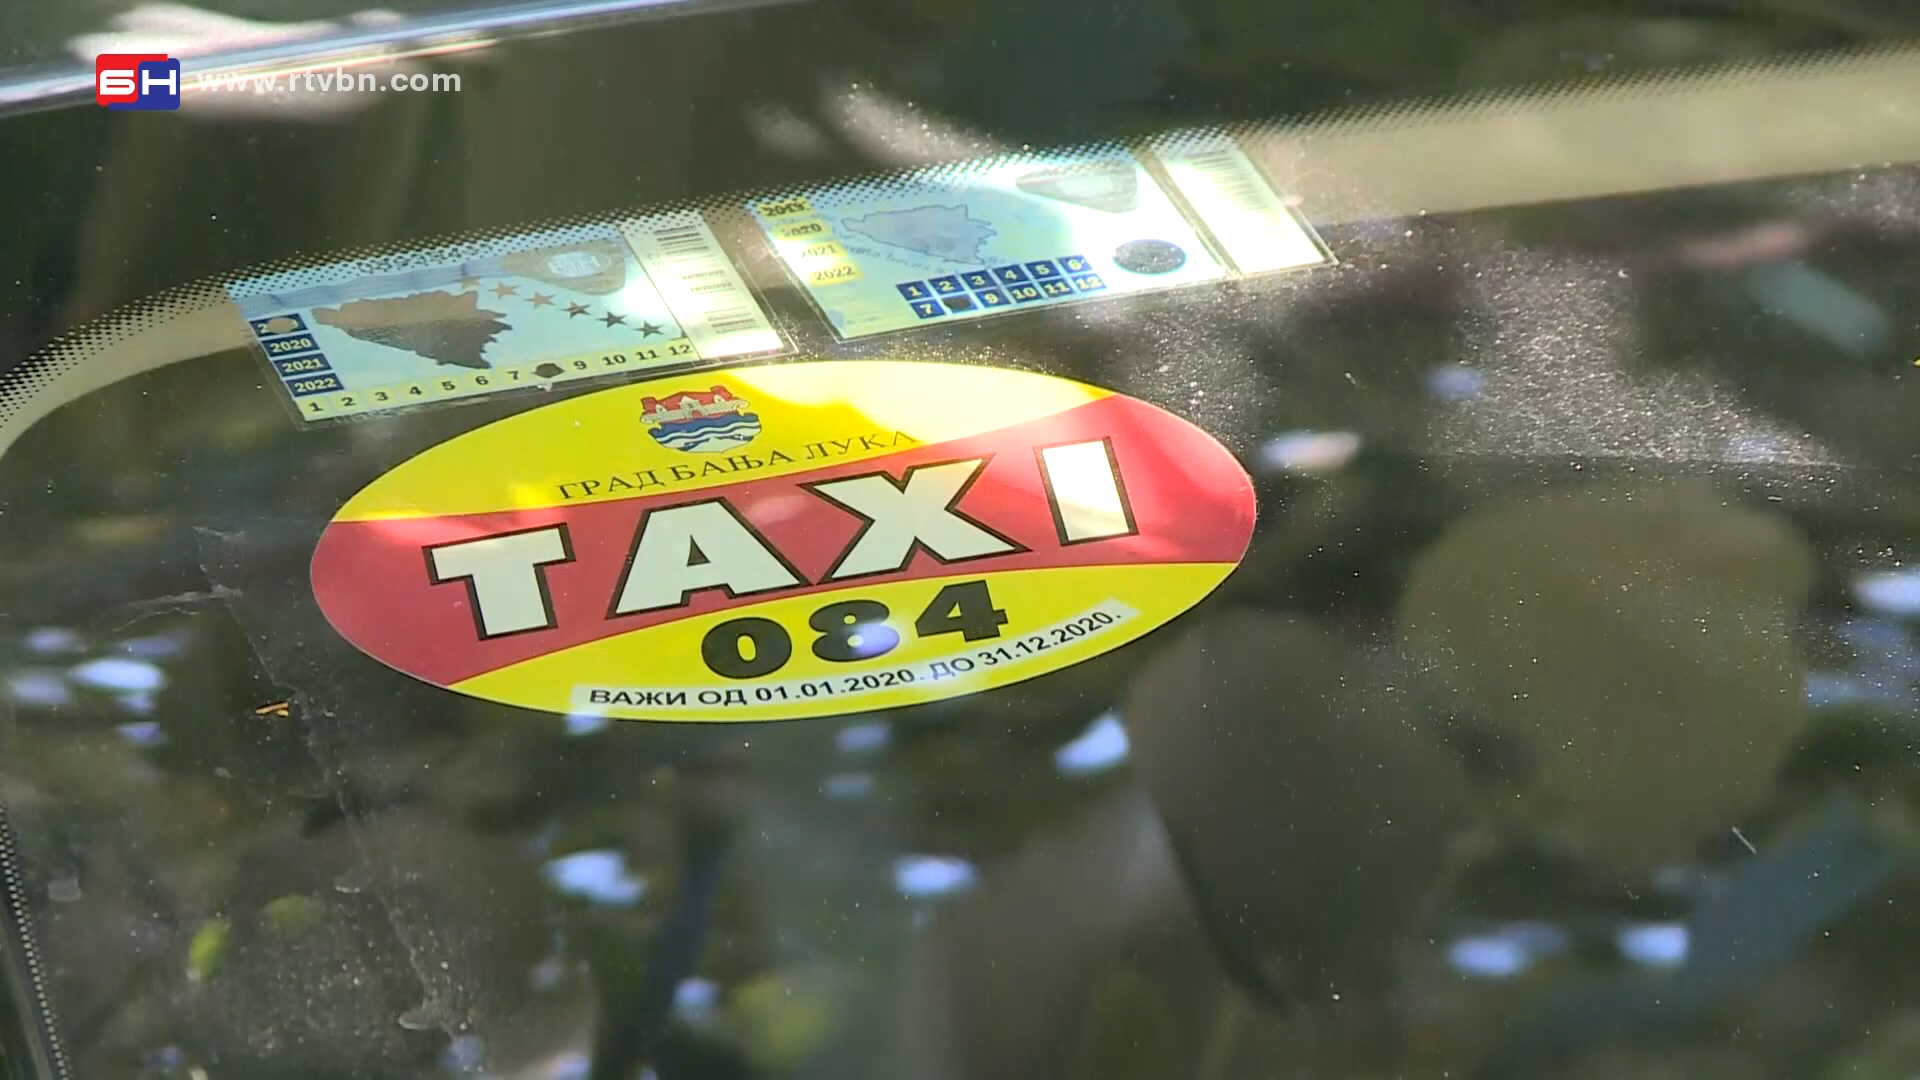 БН www.rtvbn.com
2019
2020
2021
2022
1 2 3 4 5 6
7 9 10 11 12
2020
2021
2022
1 2 3 4 5 6 7 9 10 11 12
ГРАД БАЊА ЛУКА
TAXI
084
ВАЖИ ОД 01.01.2020. ДО 31.12.2020.